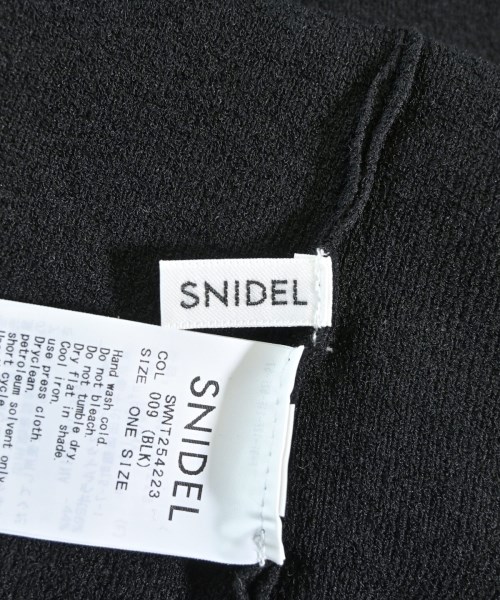 SNIDEL
SNIDEL
SWNT254223
COL 009 (BLK)
SIZE ONE SIZE
Hand wash cold.
Do not bleach.
Do not tumble dry.
Dry flat in shade.
Cool iron.
use press cloth.
Dryclean,
petroleum solvent only
short cycle.